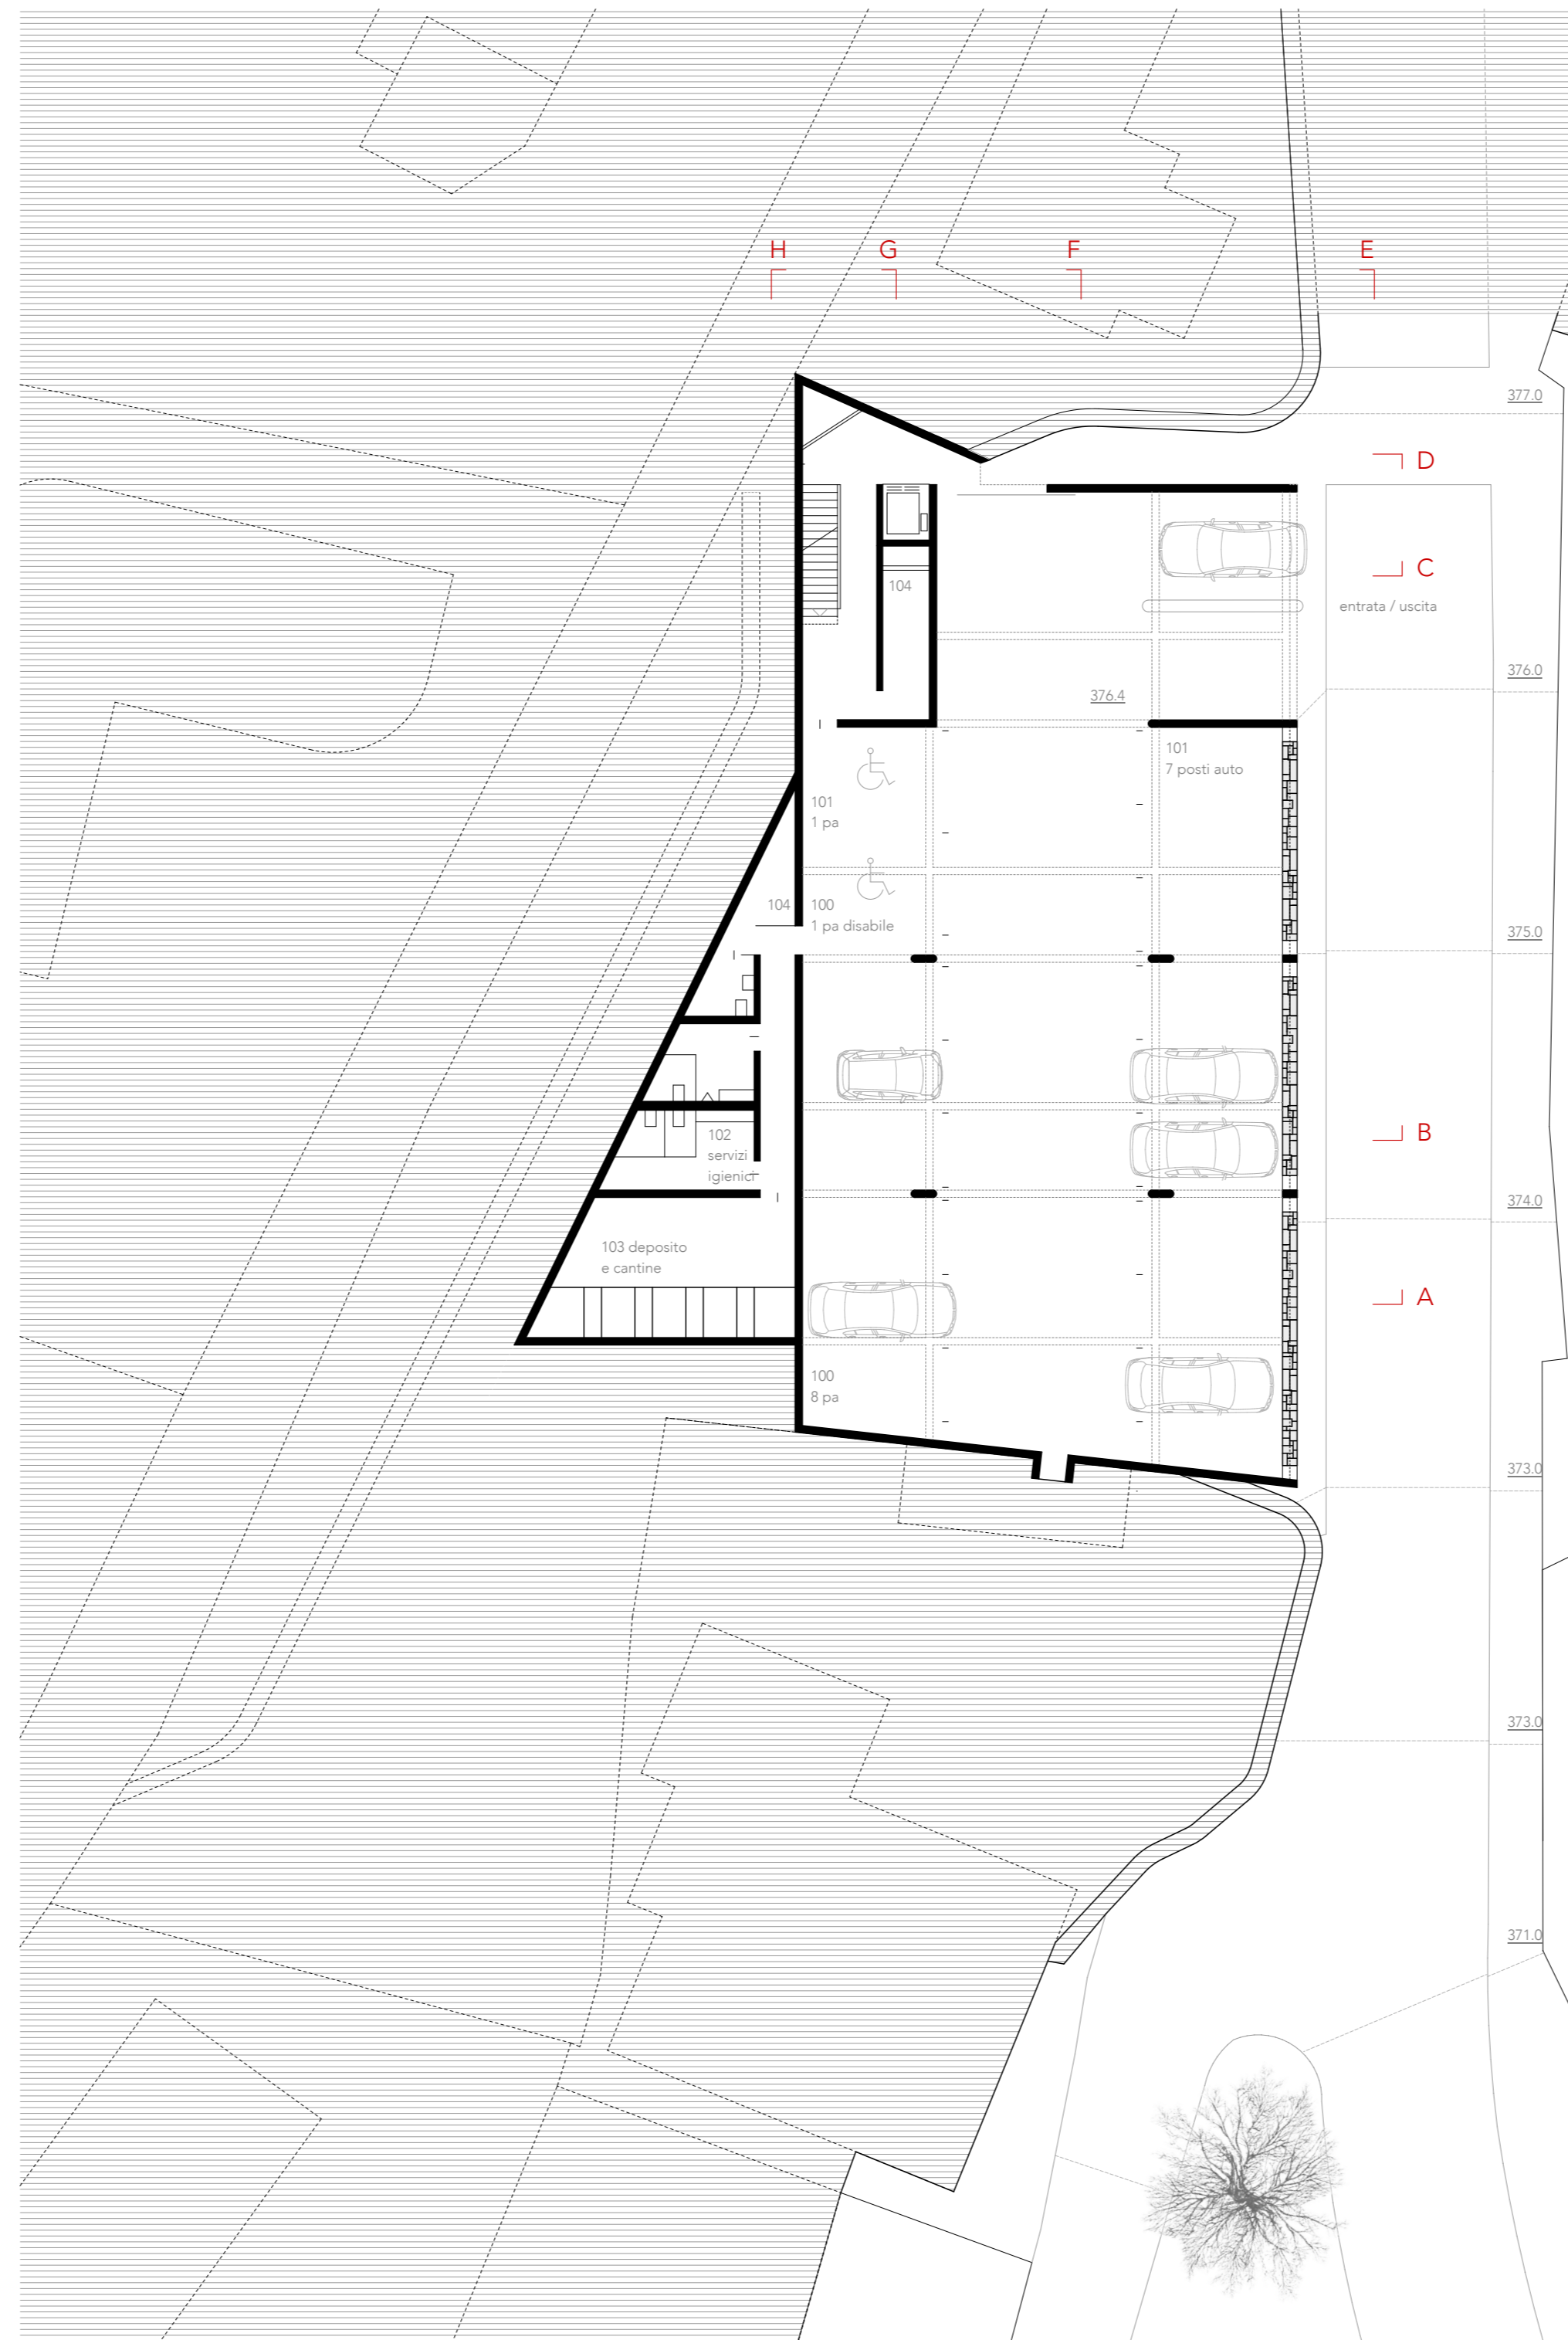 H
G
F
E
377.0
D
C
104
entrata / uscita
376.0
376.4
101
7 posti auto
101
1 pa
104
100
1 pa disabile
375.0
B
102
servizi
igienici
374.0
103 deposito
e cantine
A
100
8 pa
373.0
373.0
371.0